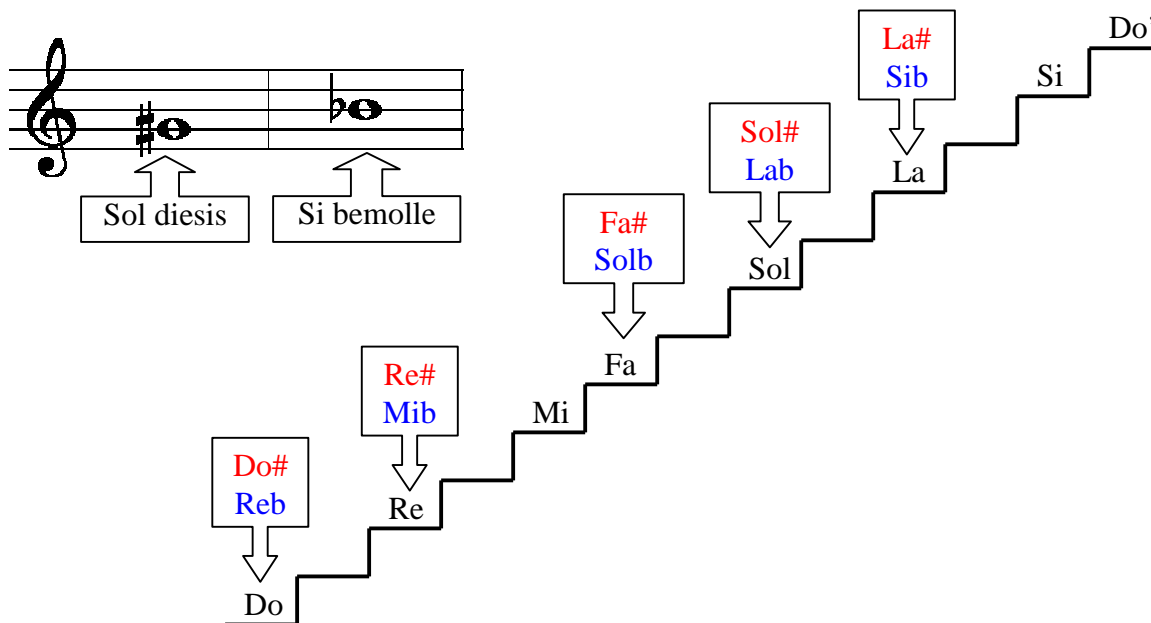 Sol diesis
Si bemolle
Do'
Si
La#
Sib
La
Sol#
Lab
Sol
Fa#
Solb
Fa
Mi
Re#
Mib
Re
Do#
Reb
Do